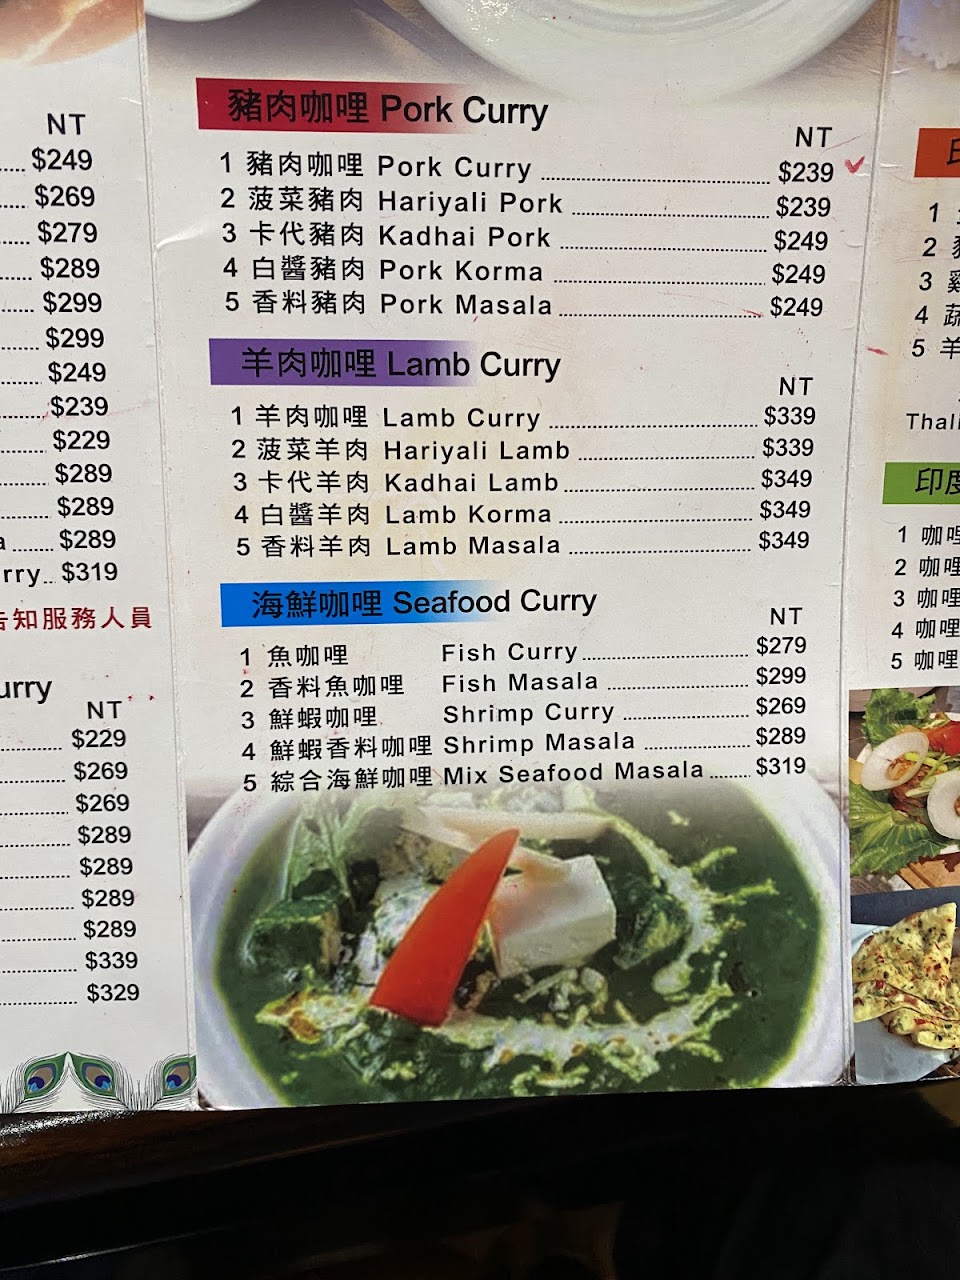 NT
$249
$269
$279
$289
$299
$299
$249
$239
$229
$289
$289
$289
$319
告知服務人員
urry
NT
$229
$269
$269
$289
$289
$289
$289
$339
$329
豬肉咖哩 Pork Curry
NT
1 豬肉咖哩 Pork Curry $239
2 菠菜豬肉 Hariyali Pork $239
3 卡代豬肉 Kadhai Pork $249
4 白醬豬肉 Pork Korma $249
5 香料豬肉 Pork Masala $249
羊肉咖哩 Lamb Curry
NT
1 羊肉咖哩 Lamb Curry $339
2 菠菜羊肉 Hariyali Lamb $339
3 卡代羊肉 Kadhai Lamb $349
4 白醬羊肉 Lamb Korma $349
5 香料羊肉 Lamb Masala $349
海鮮咖哩 Seafood Curry
NT
1 魚咖哩 Fish Curry $279
2 香料魚咖哩 Fish Masala $299
3 鮮蝦咖哩 Shrimp Curry $269
4 鮮蝦香料咖哩 Shrimp Masala $289
5 綜合海鮮咖哩 Mix Seafood Masala $319
1
2
3 雞
4 蔬
5 羊
Thali
印度
1 咖哩
2 咖哩
3 咖哩
4 咖哩
5 咖哩